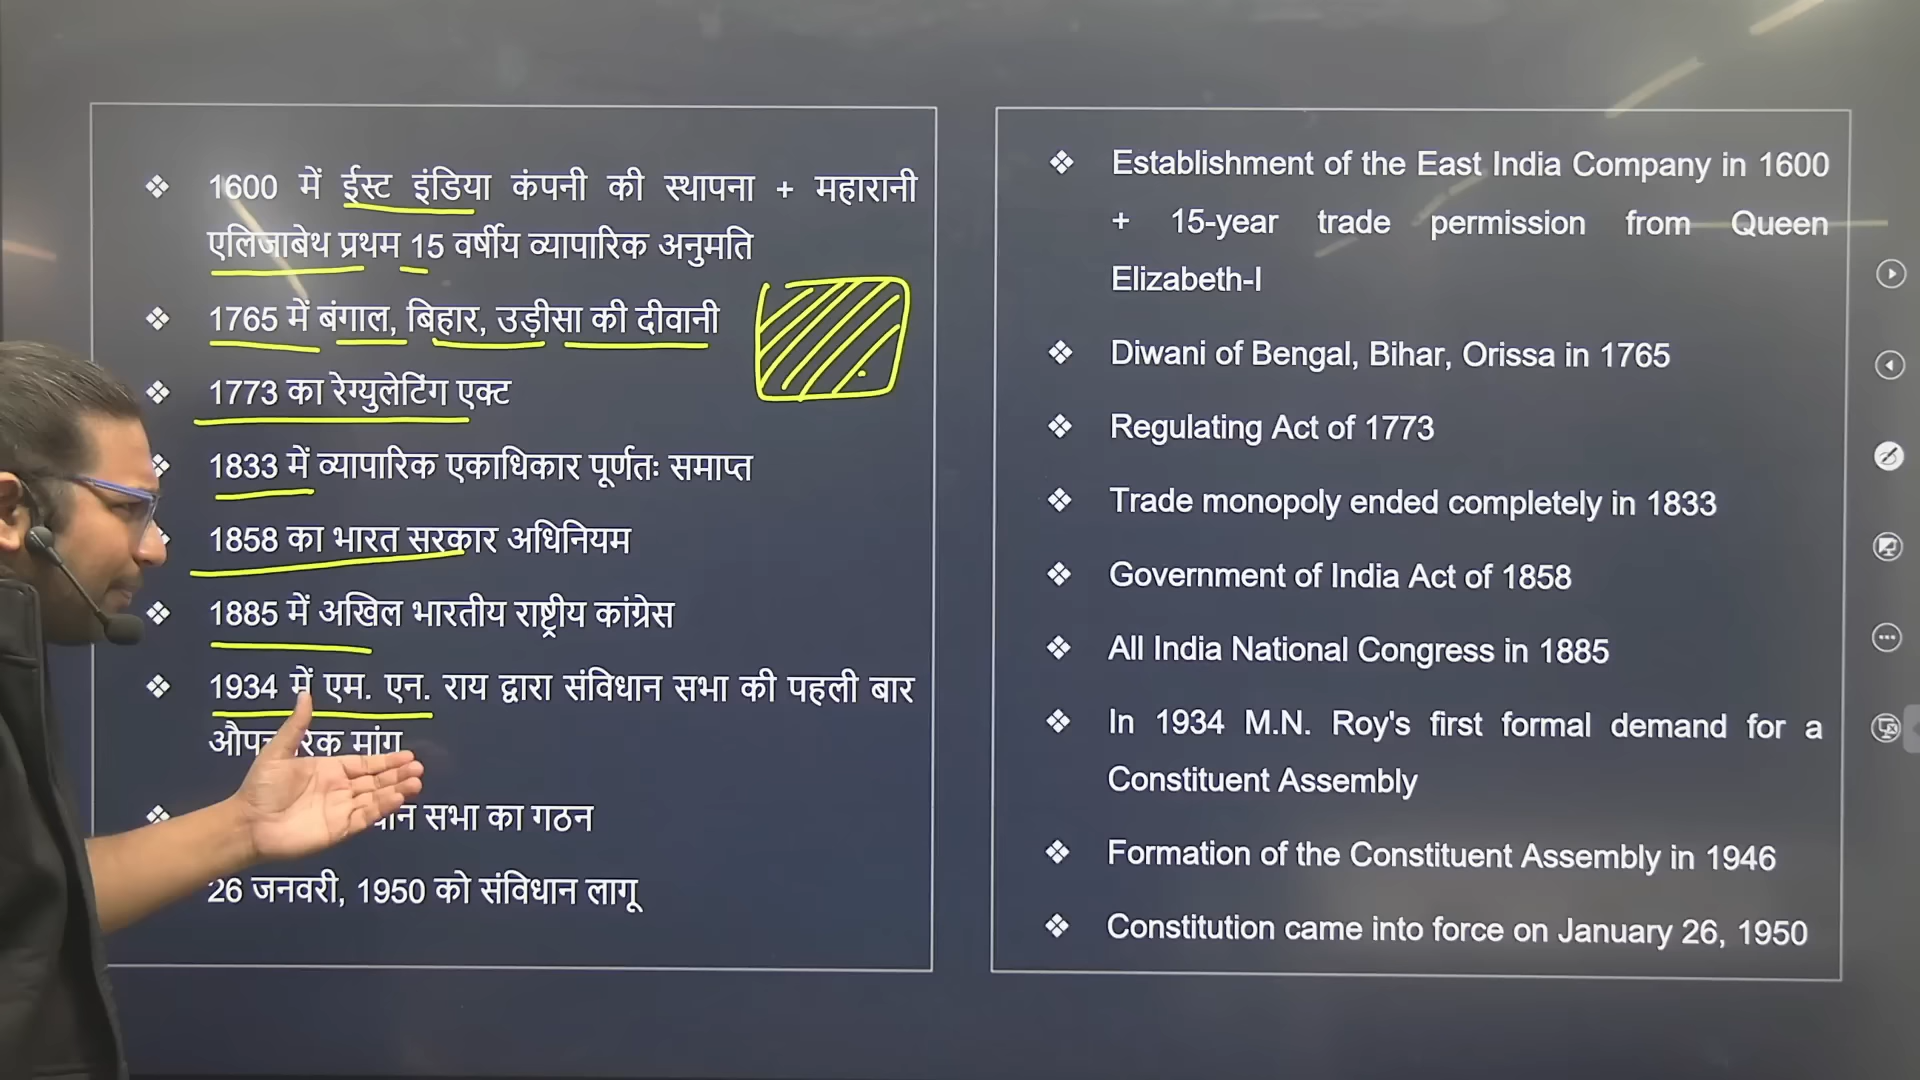 1600 में ईस्ट इंडिया कंपनी की स्थापना + महारानी
एलिजाबेथ प्रथम 15 वर्षीय व्यापारिक अनुमति
1765 में बंगाल, बिहार, उड़ीसा की दीवानी
1773 का रेग्युलेटिंग एक्ट
1833 में व्यापारिक एकाधिकार पूर्णतः समाप्त
1858 का भारत सरकार अधिनियम
1885 में अखिल भारतीय राष्ट्रीय कांग्रेस
1934 में एम. एन. राय द्वारा संविधान सभा की पहली बार
मांग
सभा का गठन
26 जनवरी, 1950 को संविधान लागू
Establishment of the East India Company in 1600
+ 15-year trade permission from Queen
Elizabeth-I
Diwani of Bengal, Bihar, Orissa in 1765
Regulating Act of 1773
Trade monopoly ended completely in 1833
Government of India Act of 1858
All India National Congress in 1885
In 1934 M.N. Roy's first formal demand for a
Constituent Assembly
Formation of the Constituent Assembly in 1946
Constitution came into force on January 26, 1950